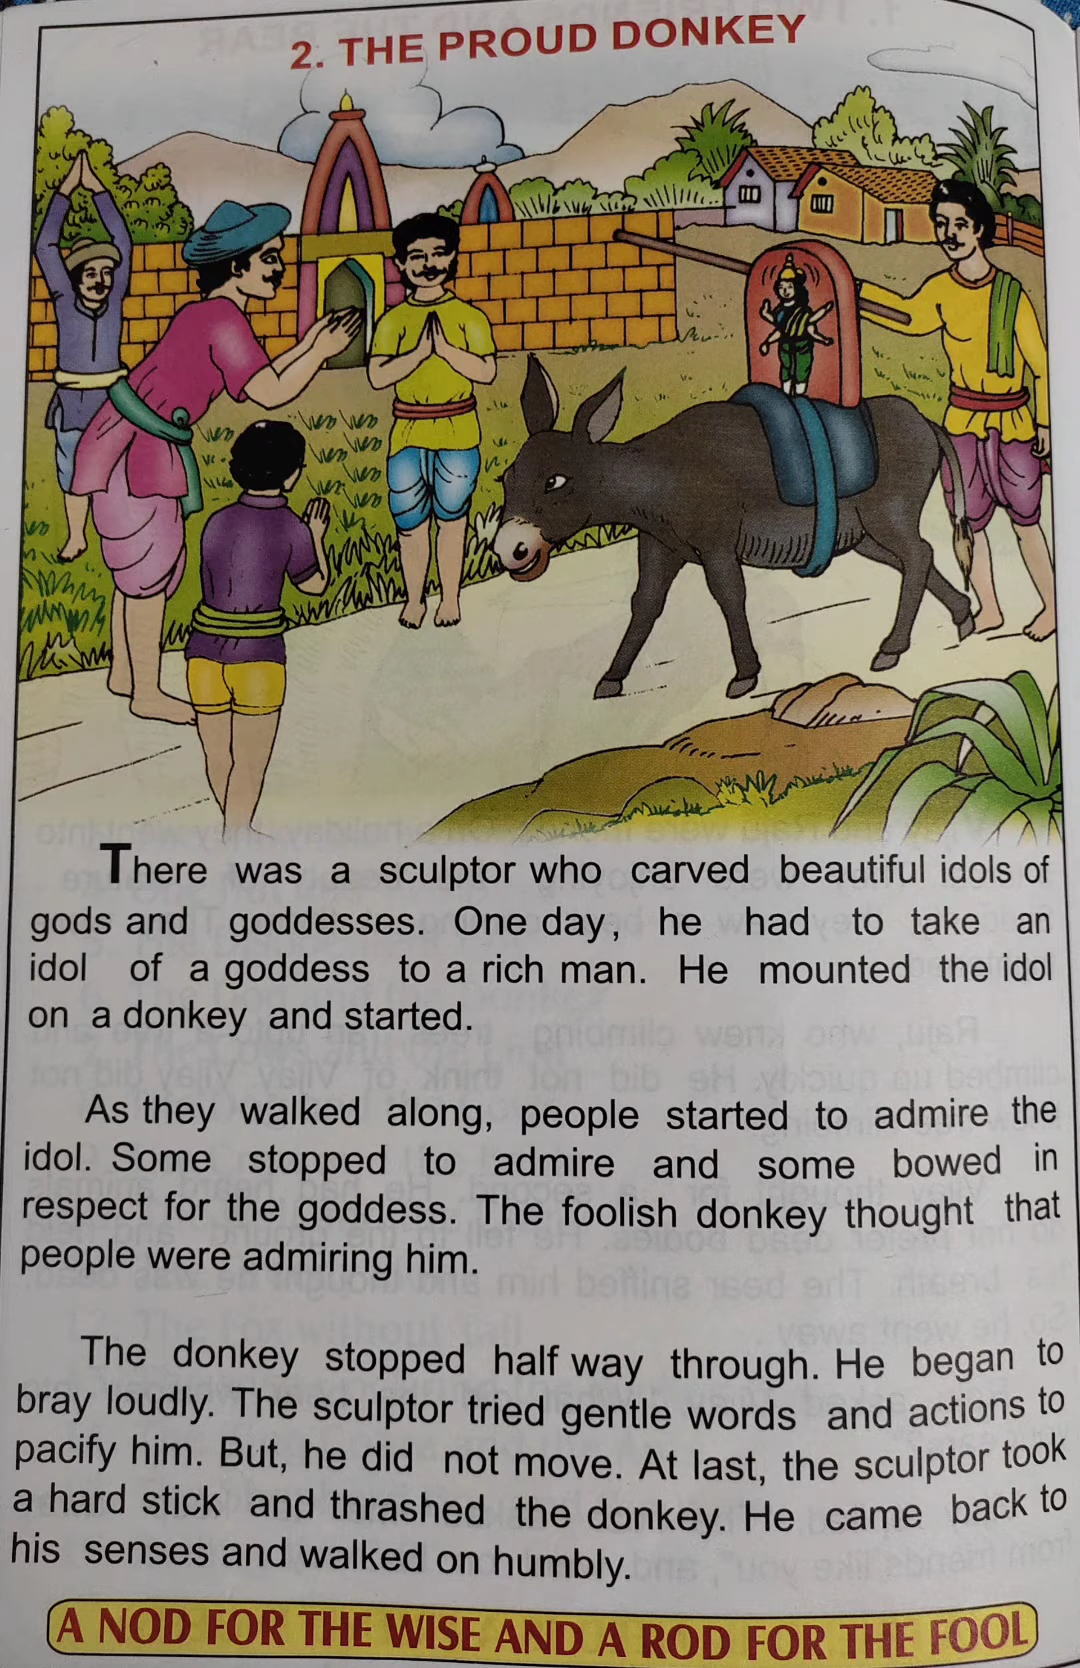 2. THE PROUD DONKEY
There was a sculptor who carved beautiful idols of
gods and goddesses. One day, he had to take an
idol of a goddess to a rich man. He mounted the idol
on a donkey and started.
As they walked along, people started to admire the
idol. Some stopped to admire and some bowed in
respect for the goddess. The foolish donkey thought that
people were admiring him.
The donkey stopped half way through. He began to
bray loudly. The sculptor tried gentle words and actions to
pacify him. But, he did not move. At last, the sculptor took
a hard stick and thrashed the donkey. He came back to
his senses and walked on humbly.
A NOD FOR THE WISE AND A ROD FOR THE FOOL